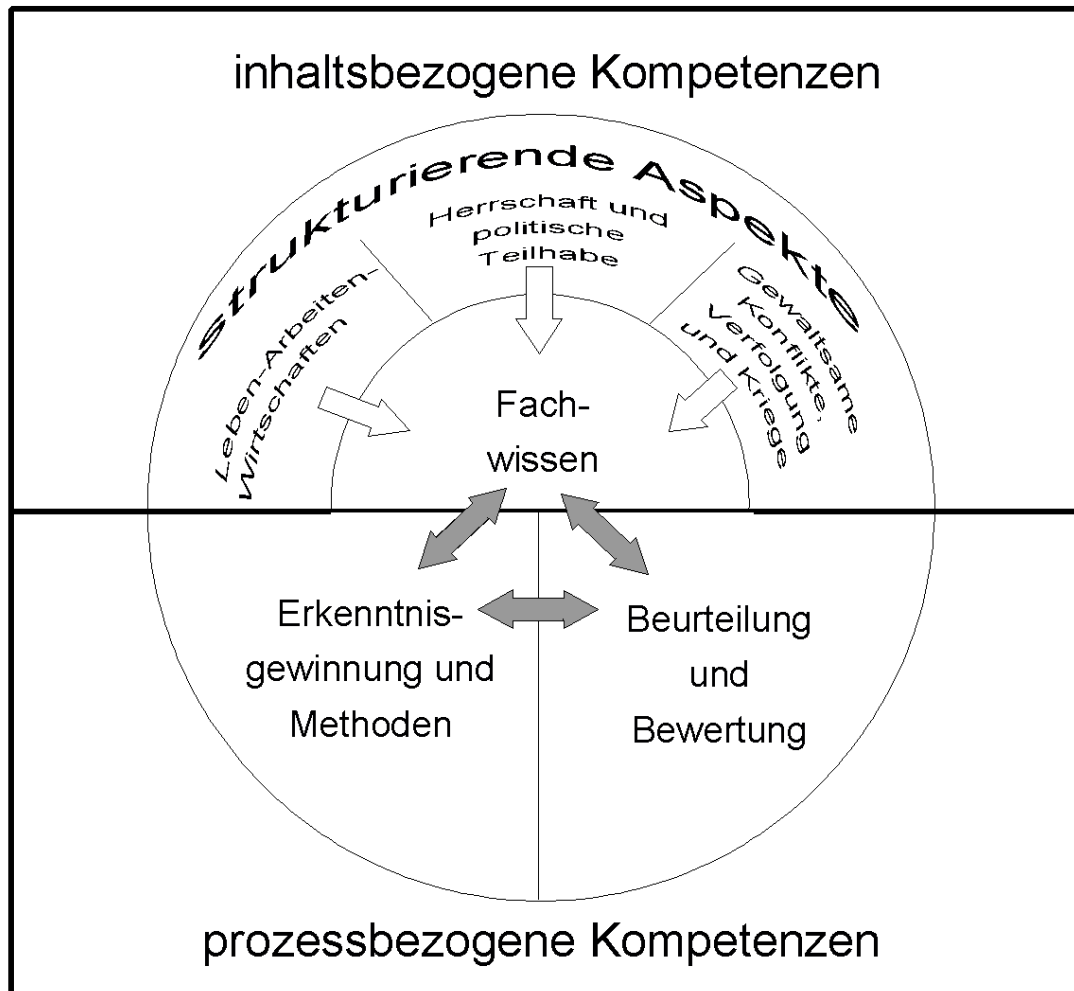 inhaltsbezogene Kompetenzen
Strukturierende Aspekte
Herrschaft und
politische
Teilhabe
Leben-Arbeiten-
Wirtschaften
Gewaltsame
Konflikte,
Verfolgung
und Kriege
Fach-
wissen
Erkenntnis-
gewinnung und
Methoden
Beurteilung
und
Bewertung
prozessbezogene Kompetenzen